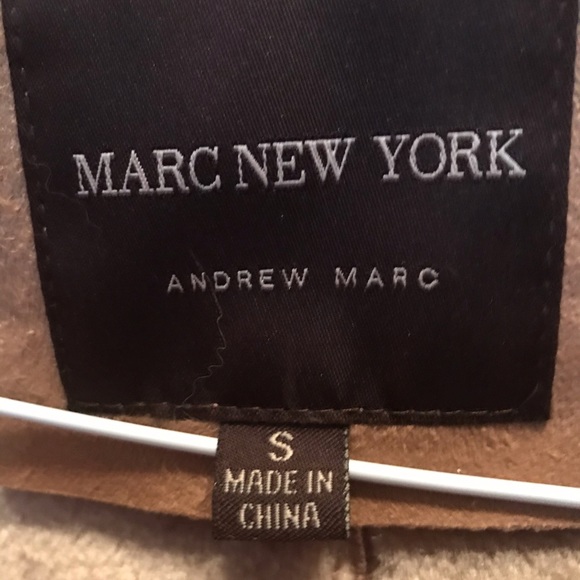 MARC NEW YORK
ANDREW MARC
S
MADE IN
CHINA